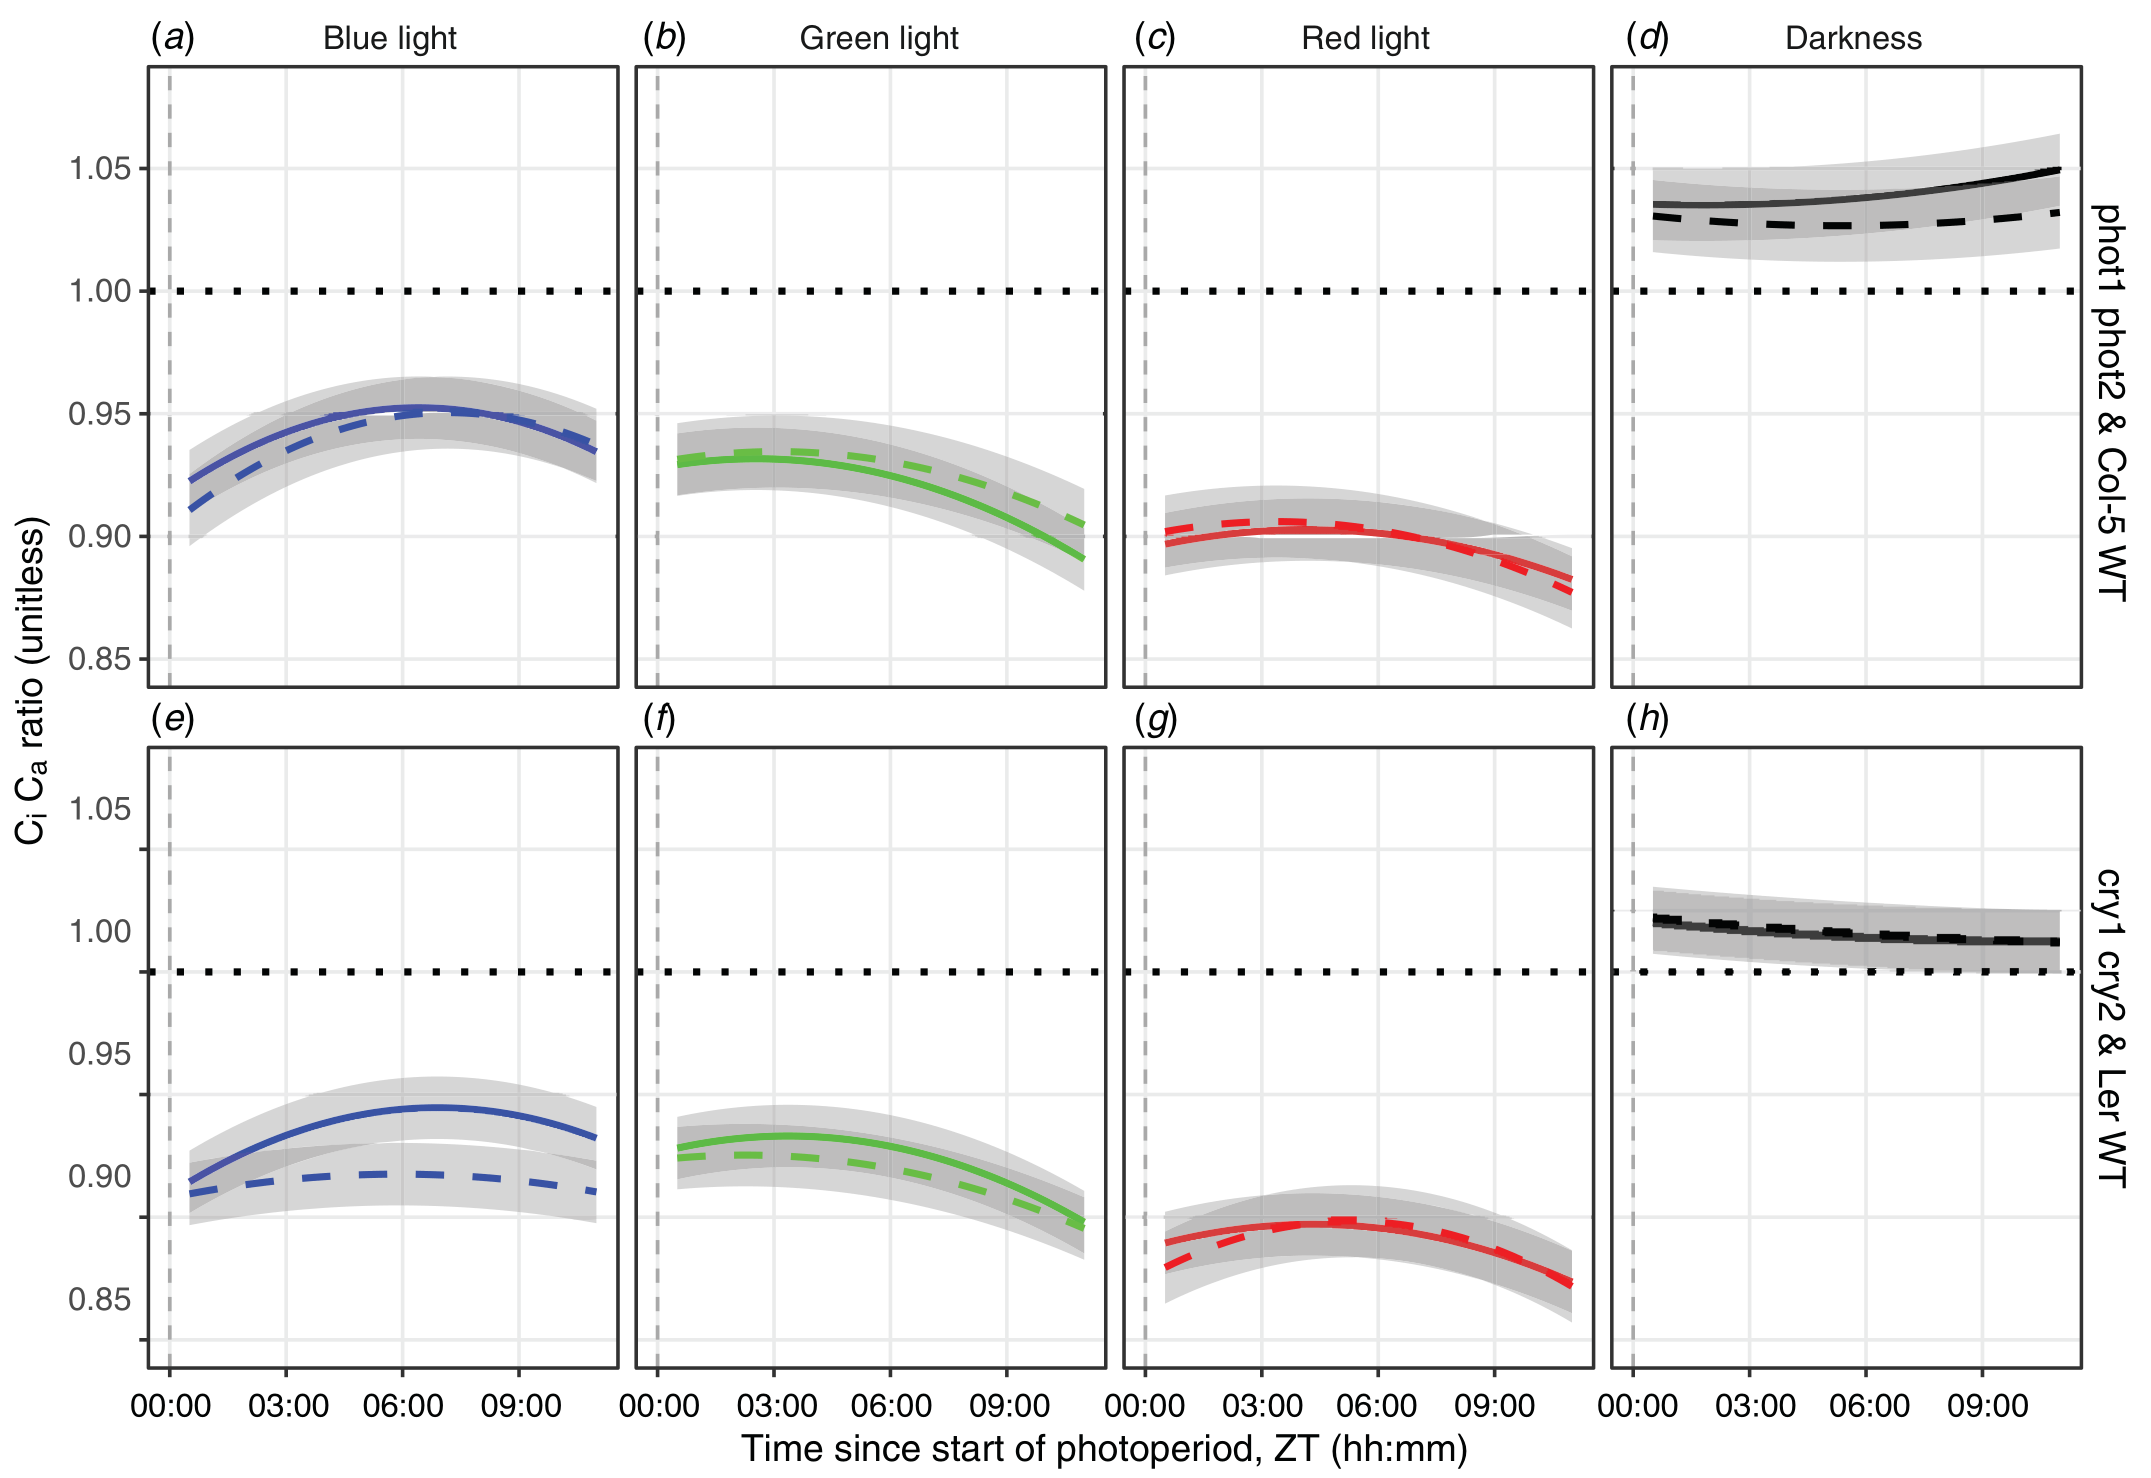 (a) Blue light
(b) Green light
(c) Red light
(d) Darkness
1.05
1.00
0.95
0.90
0.85
phot1 phot2 & Col-5 WT
Ci Ca ratio (unitless)
(e)
(f)
(g)
(h)
1.05
1.00
0.95
0.90
0.85
cry1 cry2 & Ler WT
00:00 03:00 06:00 09:00
00:00 03:00 06:00 09:00
00:00 03:00 06:00 09:00
00:00 03:00 06:00 09:00
Time since start of photoperiod, ZT (hh:mm)